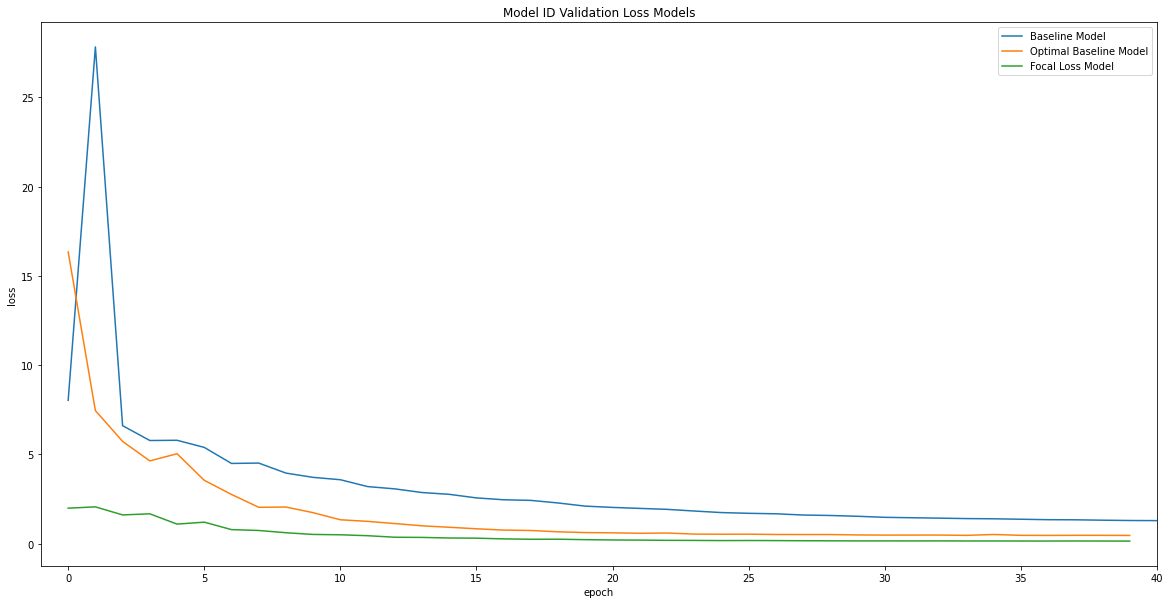 Model ID Validation Loss Models
Baseline Model
Optimal Baseline Model
Focal Loss Model
25
20
15
10
5
0
loss
0 5 10 15 20 25 30 35 40
epoch